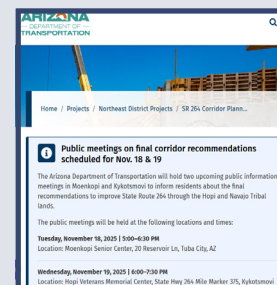 ARIZONA
DEPARTMENT OF
TRANSPORTATION
Home / Projects / Northeast District Projects / SR 264 Corridor Plann...
Public meetings on final corridor recommendations
scheduled for Nov. 18 & 19
The Arizona Department of Transportation will hold two upcoming public information
meetings in Moenkopi and Kykotsmovi to inform residents about the final
recommendations to improve State Route 264 through the Hopi and Navajo Tribal
lands.
The public meetings will be held at the following locations and times:
Tuesday, November 18, 2025 | 5:00–6:30 PM
Location: Moenkopi Senior Center, 20 Reservoir Ln, Tuba City, AZ
Wednesday, November 19, 2025 | 6:00–7:30 PM
Location: Hopi Veterans Memorial Center, State Hwy 264 Mile Marker 375, Kykotsmovi